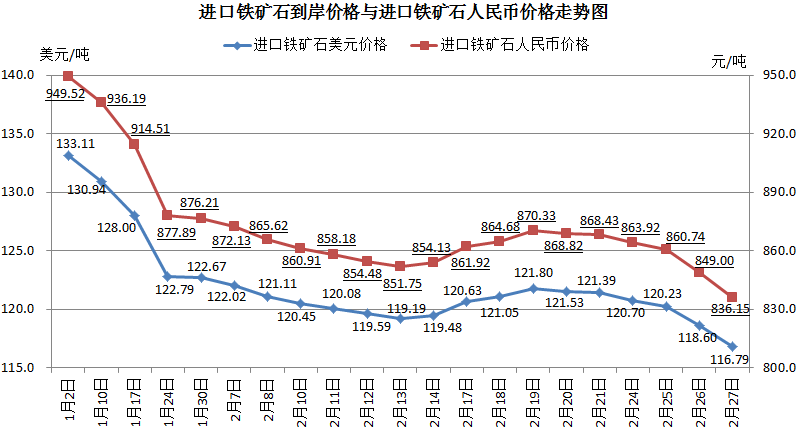 进口铁矿石到岸价格与进口铁矿石人民币价格走势图
美元/吨
进口铁矿石美元价格
进口铁矿石人民币价格
元/吨
140.0
135.0
130.0
125.0
120.0
115.0
950.0
920.0
890.0
860.0
830.0
800.0
949.52
936.19
914.51
877.89
876.21
872.13
865.62
860.91
858.18
854.48
851.75
854.13
861.92
864.68
870.33
868.82
868.43
863.92
860.74
849.00
836.15
133.11
130.94
128.00
122.79
122.67
122.02
121.11
120.45
120.08
119.59
119.19
119.48
120.63
121.05
121.80
121.53
121.39
120.70
120.23
118.60
116.79
1月2日
1月10日
1月17日
1月24日
1月30日
2月7日
2月8日
2月10日
2月11日
2月12日
2月13日
2月14日
2月17日
2月18日
2月19日
2月20日
2月21日
2月24日
2月25日
2月26日
2月27日